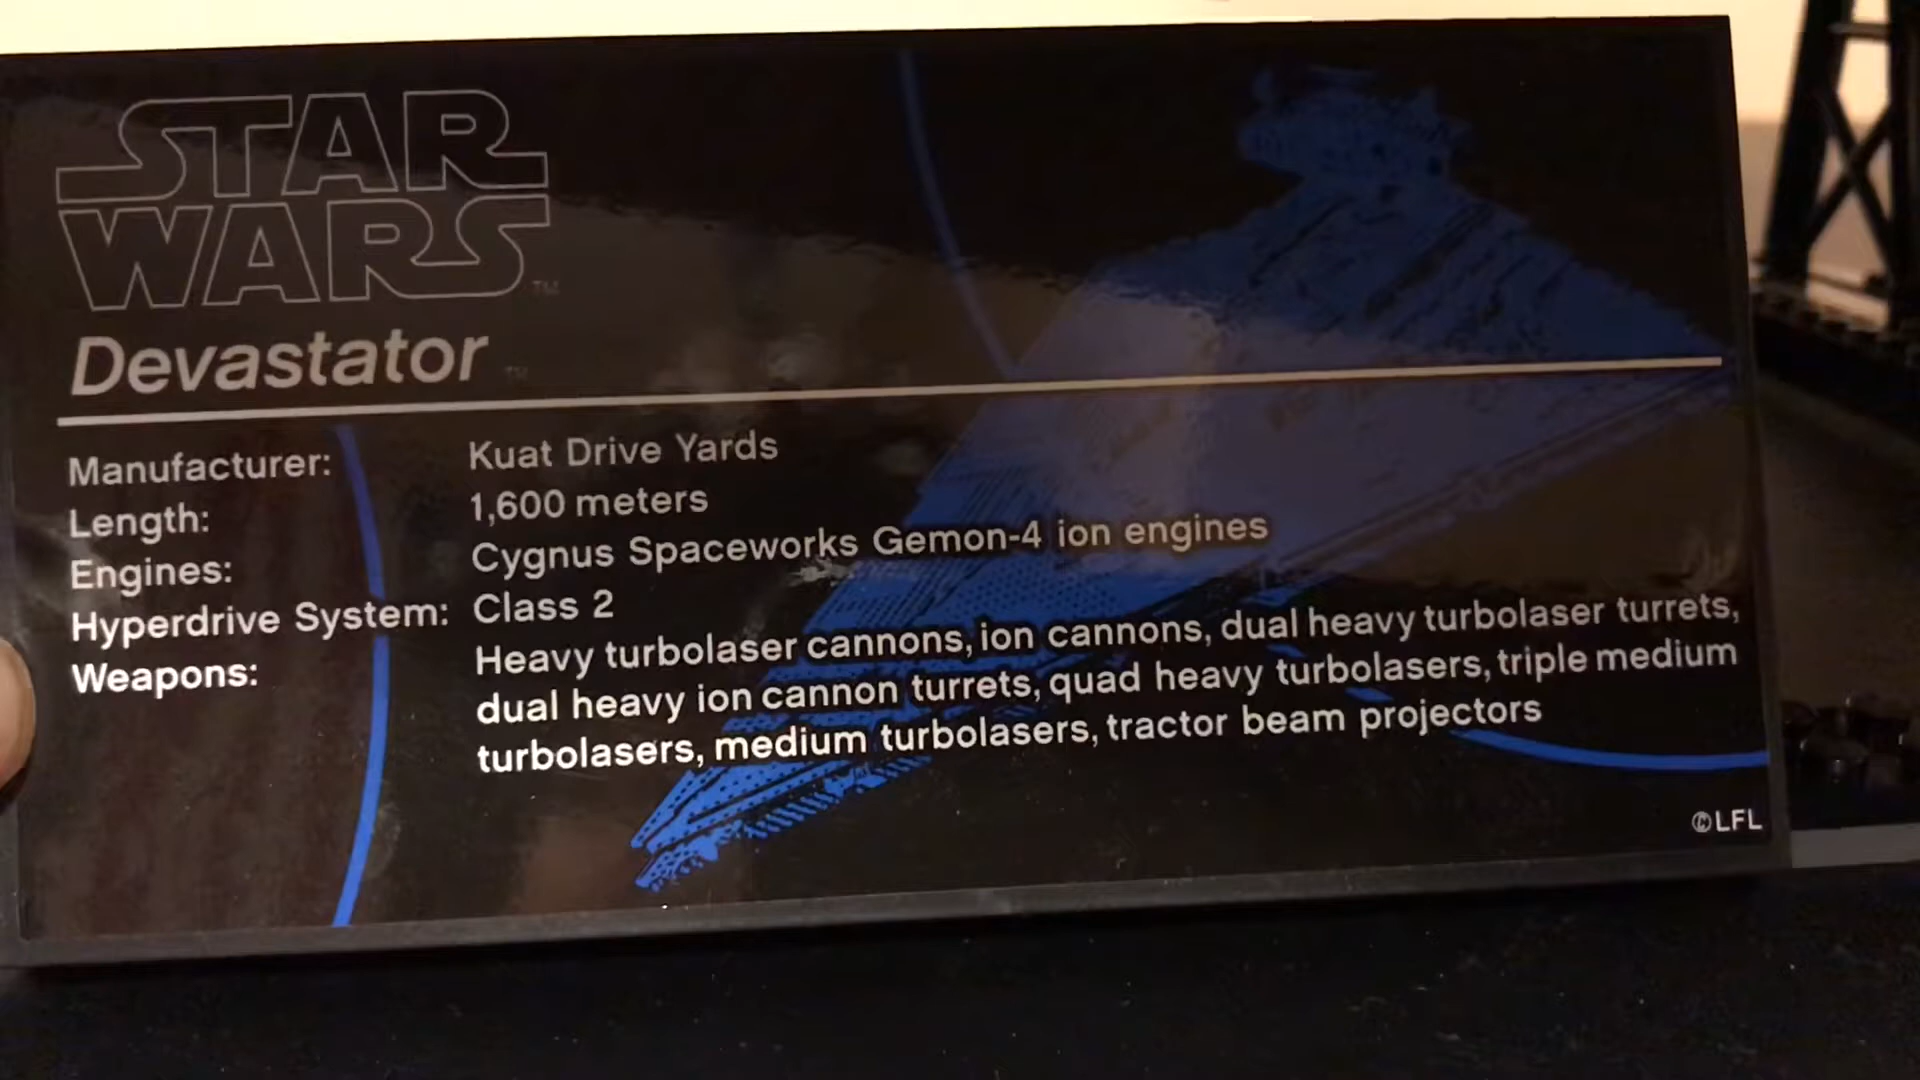 STAR
WARS™
Devastator™
Manufacturer: Kuat Drive Yards
Length: 1,600 meters
Engines: Cygnus Spaceworks Gemon-4 ion engines
Hyperdrive System: Class 2
Weapons: Heavy turbolaser cannons, ion cannons, dual heavy turbolaser turrets,
dual heavy ion cannon turrets, quad heavy turbolasers, triple medium
turbolasers, medium turbolasers, tractor beam projectors
©LFL